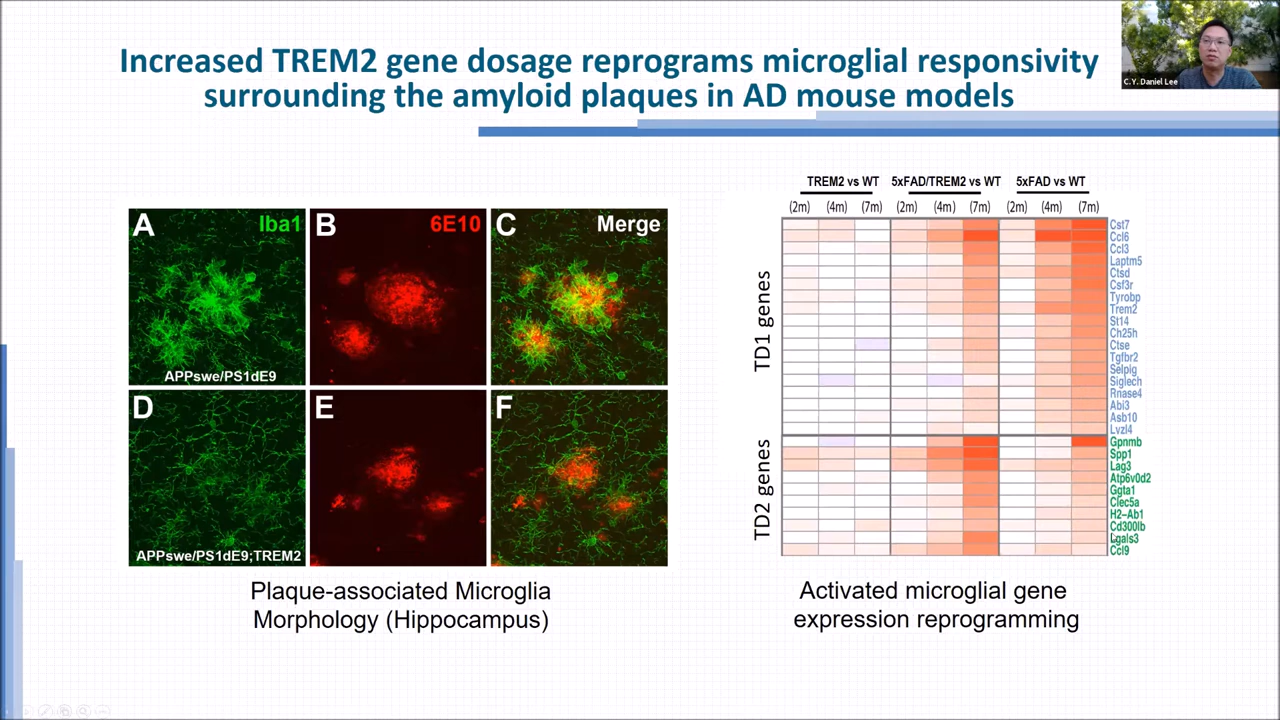 Increased TREM2 gene dosage reprograms microglial responsivity
surrounding the amyloid plaques in AD mouse models
C.Y. Daniel Lee
A
Iba1
B
6E10
C
Merge
APPswe/PS1dE9
D
E
F
APPswe/PS1dE9;TREM2
Plaque-associated Microglia
Morphology (Hippocampus)
TREM2 vs WT
5xFAD/TREM2 vs WT
5xFAD vs WT
(2m) (4m) (7m) (2m) (4m) (7m) (2m) (4m) (7m)
TD1 genes
Cst7
Ccl6
Ccl3
Laptm5
Ctsd
Csf3r
Tyrobp
Trem2
St14
Ch25h
Ctse
Tgfbr2
Selpig
Siglech
Rnase4
Abi3
Asb10
Lvzl4
TD2 genes
Gpnmb
Spp1
Lag3
Atp6v0d2
Ggta1
Clec5a
H2-Ab1
Cd300lb
Lgals3
Ccl9
Activated microglial gene
expression reprogramming